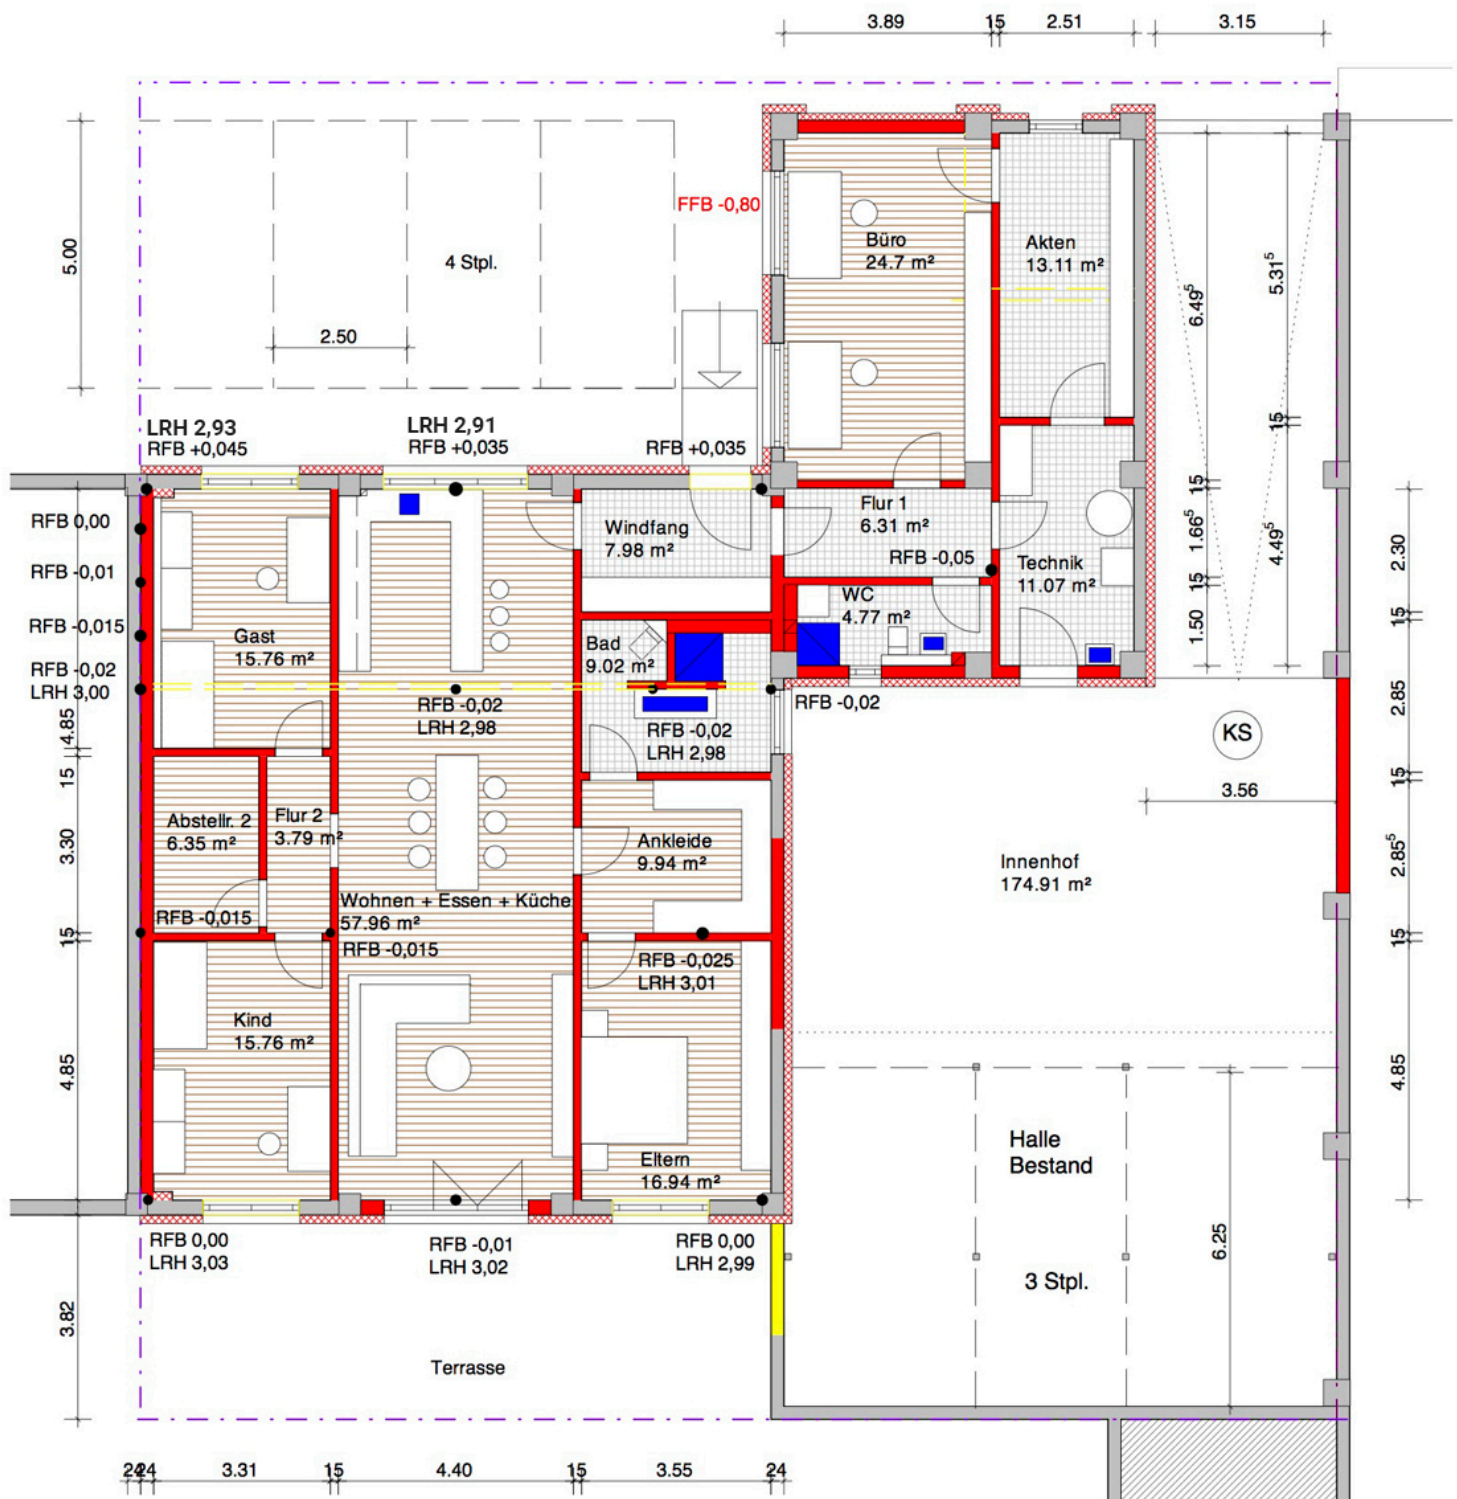 3.89
15
2.51
3.15
5.00
FFB -0,80
4 Stpl.
Büro
24.7 m²
Akten
13.11 m²
6.49⁵
5.31⁵
2.50
LRH 2,93
RFB +0,045
LRH 2,91
RFB +0,035
RFB +0,035
15
15
RFB 0,00
RFB -0,01
RFB -0,015
RFB -0,02
LRH 3,00
Windfang
7.98 m²
Flur 1
6.31 m²
RFB -0,05
Technik
11.07 m²
1.66⁵
4.49⁵
2.30
15
1.50
15
Gast
15.76 m²
Bad
9.02 m²
WC
4.77 m²
RFB -0,02
LRH 2,98
RFB -0,02
LRH 2,98
RFB -0,02
KS
2.85
4.85
15
15
3.56
Abstellr. 2
6.35 m²
Flur 2
3.79 m²
Ankleide
9.94 m²
3.30
2.85⁵
Innenhof
174.91 m²
Wohnen + Essen + Küche
57.96 m²
RFB -0,015
RFB -0,015
15
15
RFB -0,025
LRH 3,01
Kind
15.76 m²
4.85
4.85
Halle
Bestand
Eltern
16.94 m²
RFB 0,00
LRH 3,03
RFB -0,01
LRH 3,02
RFB 0,00
LRH 2,99
6.25
3 Stpl.
3.82
Terrasse
24
24
3.31
15
4.40
15
3.55
24